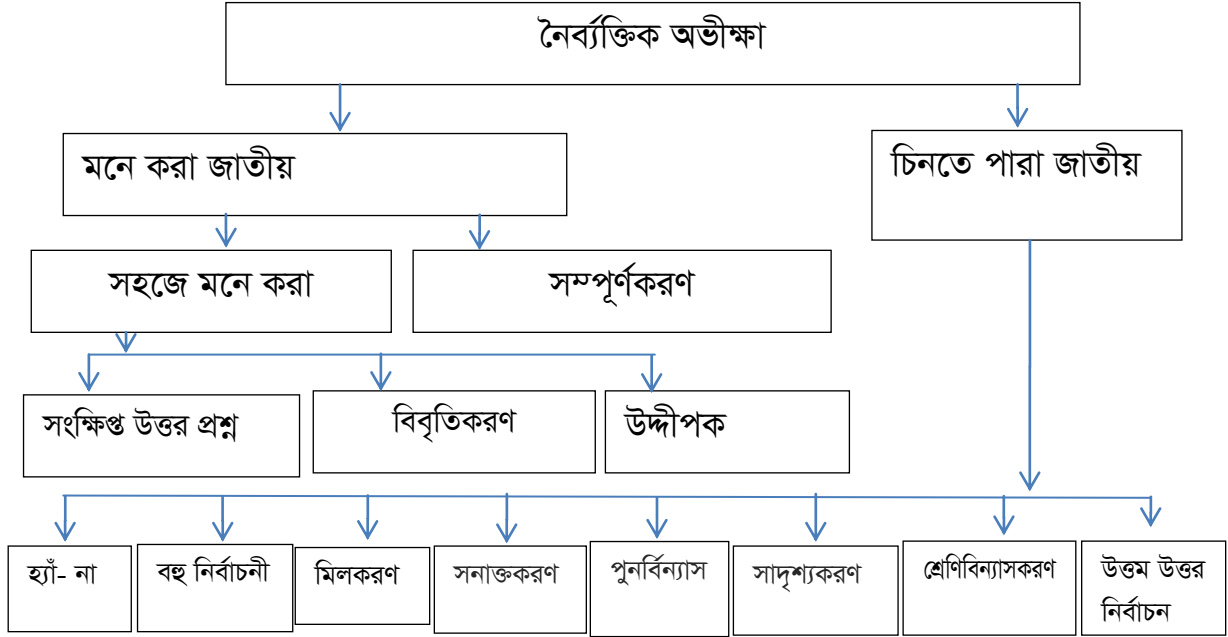 নৈর্ব্যক্তিক অভীক্ষা
মনে করা জাতীয়
চিনতে পারা জাতীয়
সহজে মনে করা
সম্পূর্ণকরণ
সংক্ষিপ্ত উত্তর প্রশ্ন
বিবৃতিকরণ
উদ্দীপক
হ্যাঁ- না
বহু নির্বাচনী
মিলকরণ
সনাক্তকরণ
পুনর্বিন্যাস
সাদৃশ্যকরণ
শ্রেণিবিন্যাসকরণ
উত্তম উত্তর
নির্বাচন